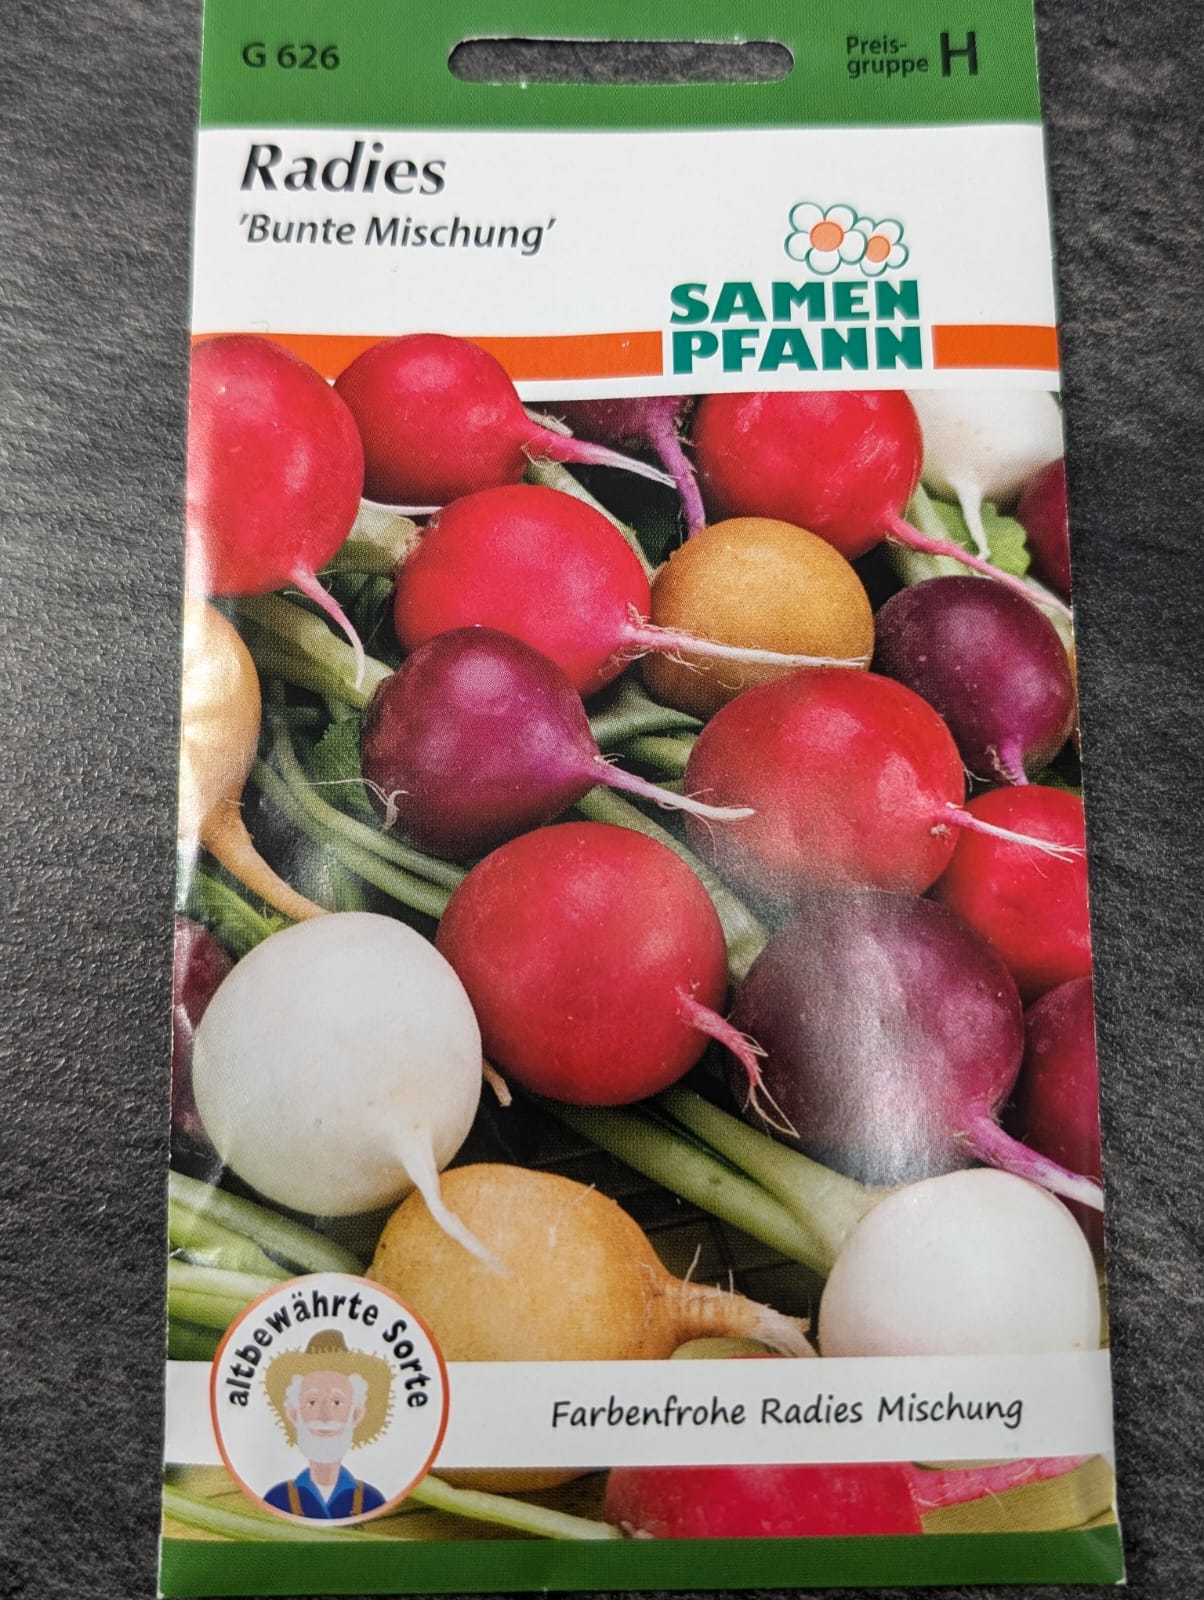 G 626
Preis-
gruppe H
Radies
'Bunte Mischung'
SAMEN
PFANN
altbewährte Sorte
Farbenfrohe Radies Mischung